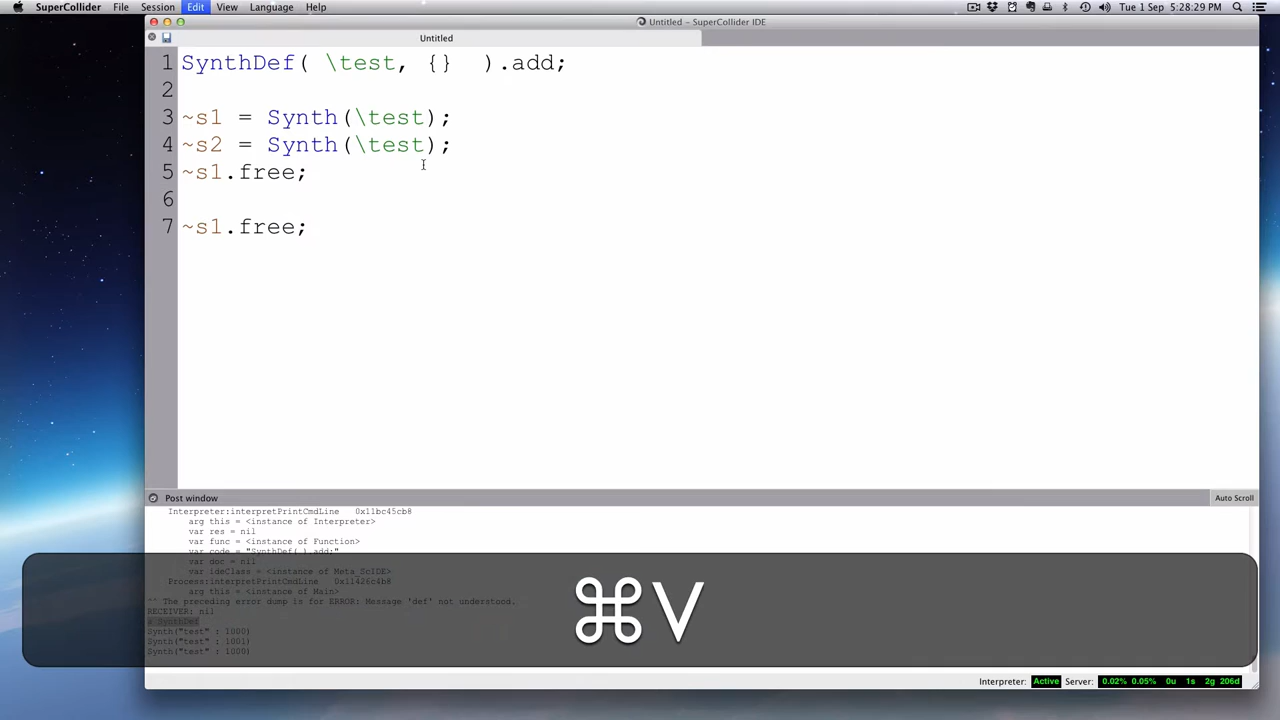 SuperCollider File Session Edit View Language Help Tue 1 Sep 5:28:29 PM
Untitled – SuperCollider IDE
Untitled
1 SynthDef( \test, {}  ).add;
2
3 ~s1 = Synth(\test);
4 ~s2 = Synth(\test);
5 ~s1.free;
6
7 ~s1.free;
Post window Auto Scroll
Interpreter:interpretPrintCmdLine 0x11bc45cb8
arg this = <instance of Interpreter>
var res = nil
var func = <instance of Function>
var code = "SynthDef( ).add;"
var doc = nil
var ideClass = <instance of Meta_ScIDE>
Process:interpretPrintCmdLine 0x11426c4b8
arg this = <instance of Main>
^^ The preceding error dump is for ERROR: Message 'def' not understood.
RECEIVER: nil
a SynthDef
Synth("test" : 1000)
Synth("test" : 1001)
Synth("test" : 1000)
⌘V
Interpreter: Active Server: 0.02% 0.05% 0u 1s 2g 206d